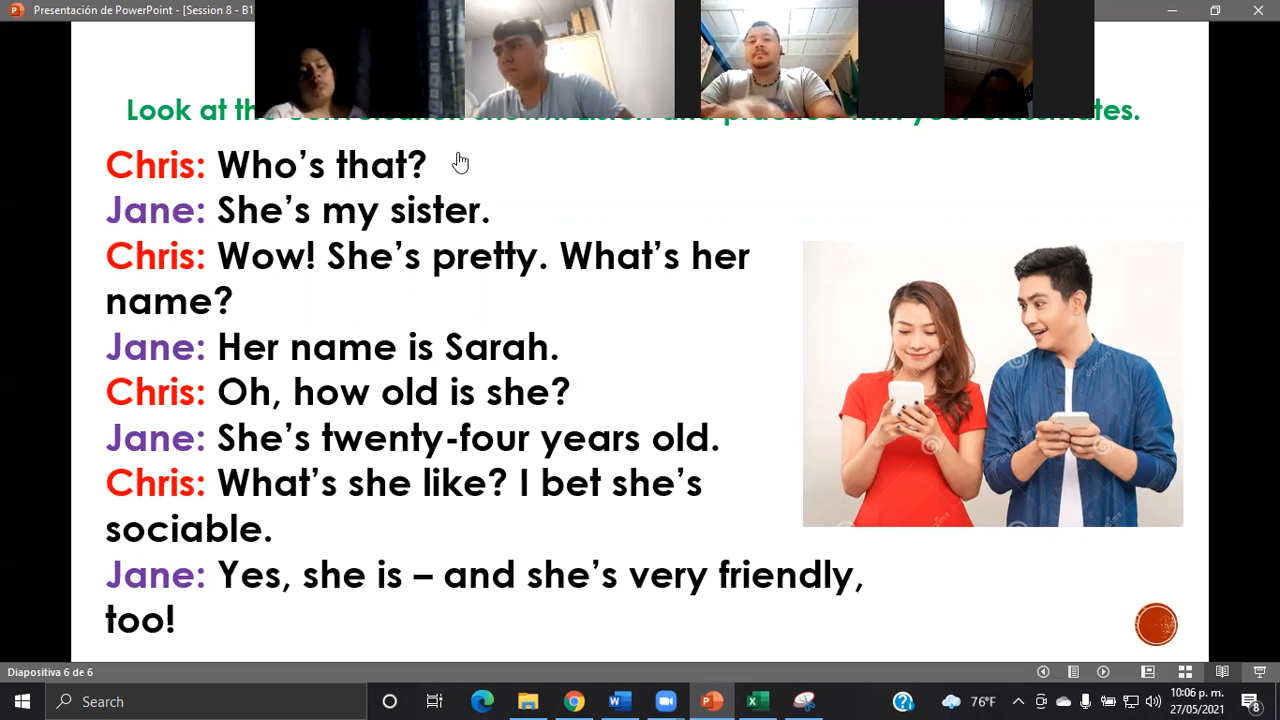 Presentación de PowerPoint - [Session 8 - B1
Look at th
Chris: Who's that?
Jane: She's my sister.
Chris: Wow! She's pretty. What's her
name?
Jane: Her name is Sarah.
Chris: Oh, how old is she?
Jane: She's twenty-four years old.
Chris: What's she like? I bet she's
sociable.
Jane: Yes, she is – and she's very friendly,
too!
Diapositiva 6 de 6
Search
76°F
10:06 p. m.
27/05/2021
8